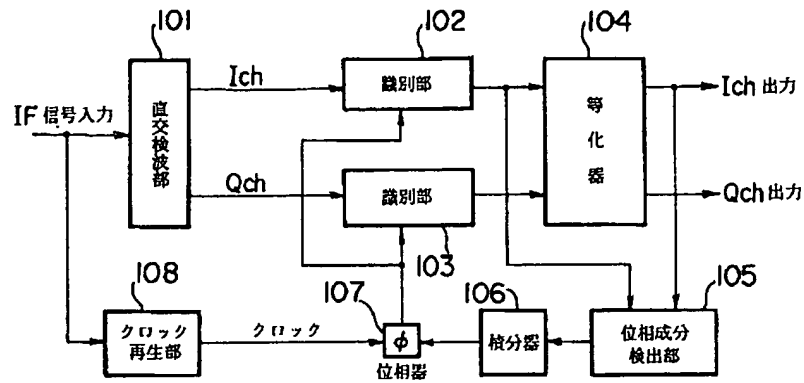 101
102
104
IF 信号入力
直交検波部
Ich
識別部
等化器
Ich 出力
Qch
識別部
Qch 出力
103
108
107
106
105
クロック
再生部
クロック
φ
位相器
積分器
位相成分
検出部